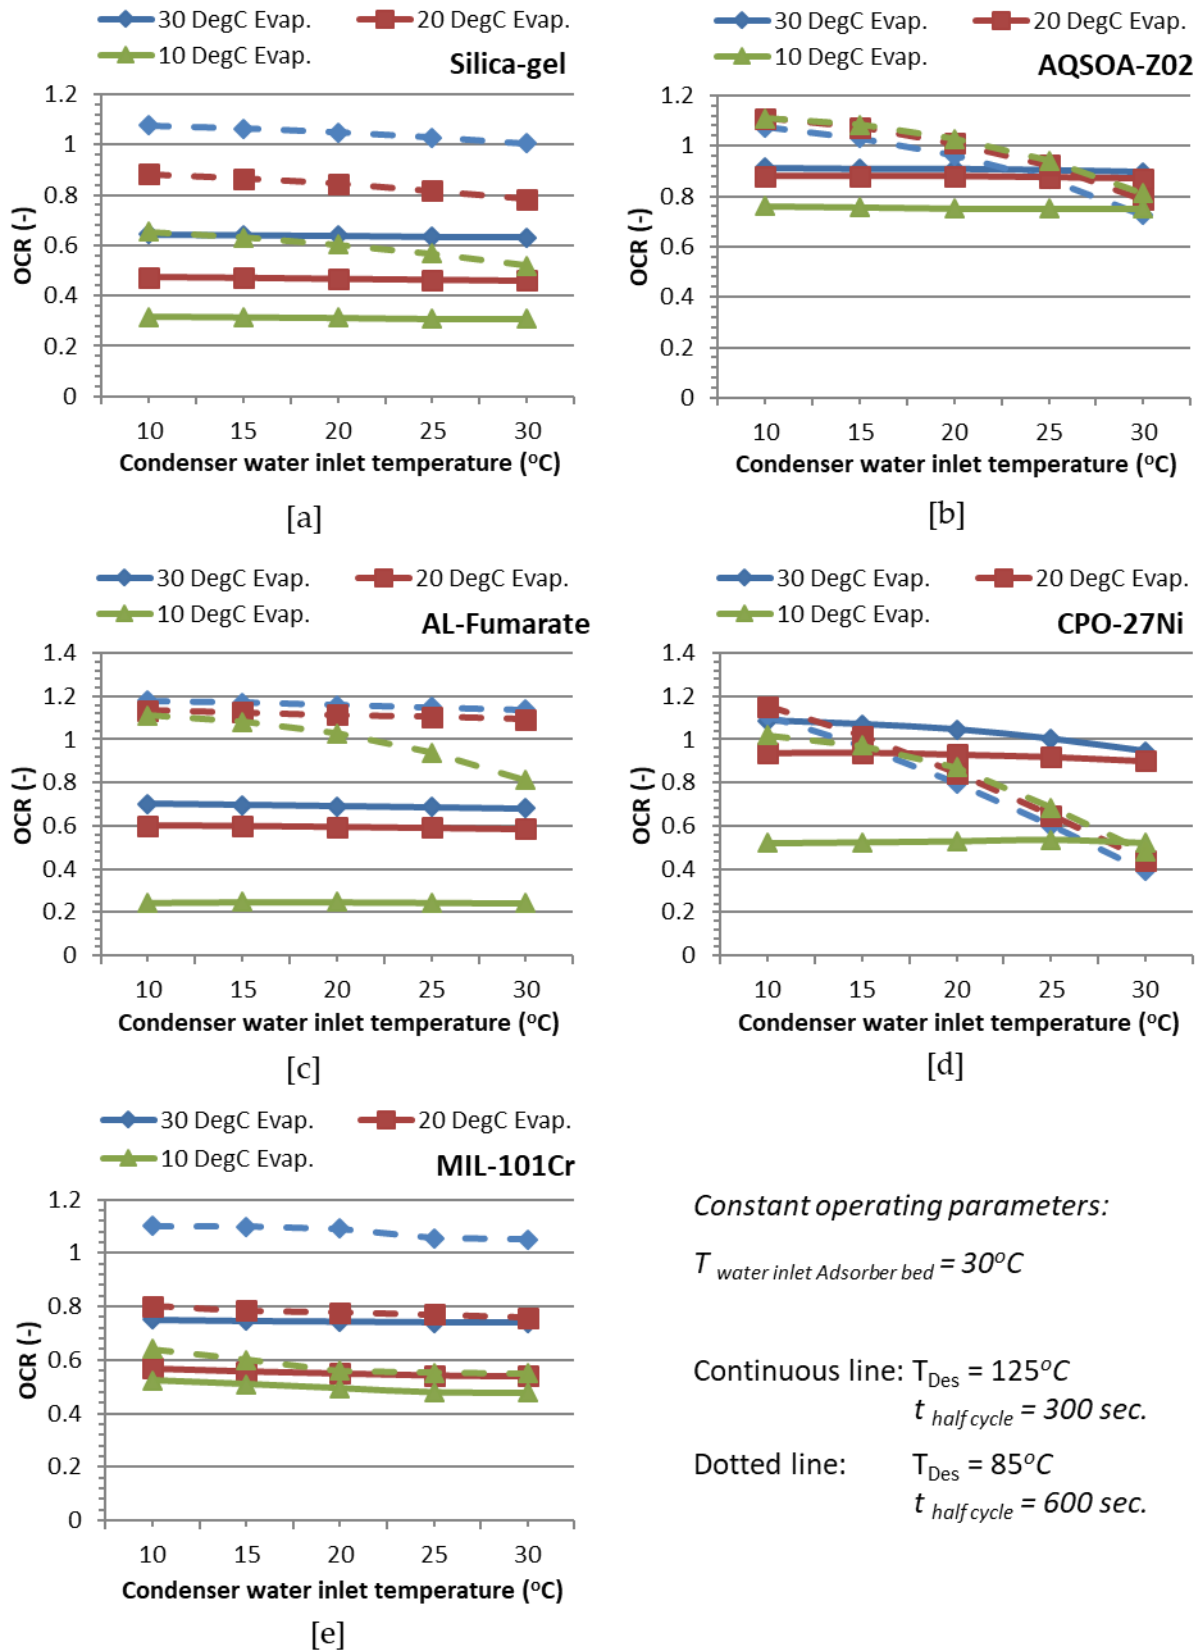 30 DegC Evap.
20 DegC Evap.
10 DegC Evap.
Silica-gel
1.2
1
0.8
0.6
0.4
0.2
0
OCR (-)
10 15 20 25 30
Condenser water inlet temperature (°C)
[a]
30 DegC Evap.
20 DegC Evap.
10 DegC Evap.
AQSOA-Z02
1.2
1
0.8
0.6
0.4
0.2
0
OCR (-)
10 15 20 25 30
Condenser water inlet temperature (°C)
[b]
30 DegC Evap.
20 DegC Evap.
10 DegC Evap.
AL-Fumarate
1.4
1.2
1
0.8
0.6
0.4
0.2
0
OCR (-)
10 15 20 25 30
Condenser water inlet temperature (°C)
[c]
30 DegC Evap.
20 DegC Evap.
10 DegC Evap.
CPO-27Ni
1.4
1.2
1
0.8
0.6
0.4
0.2
0
OCR (-)
10 15 20 25 30
Condenser water inlet temperature (°C)
[d]
30 DegC Evap.
20 DegC Evap.
10 DegC Evap.
MIL-101Cr
1.2
1
0.8
0.6
0.4
0.2
0
OCR (-)
10 15 20 25 30
Condenser water inlet temperature (°C)
[e]
Constant operating parameters:
T water inlet Adsorber bed = 30°C
Continuous line: TDes = 125°C
t half cycle = 300 sec.
Dotted line: TDes = 85°C
t half cycle = 600 sec.